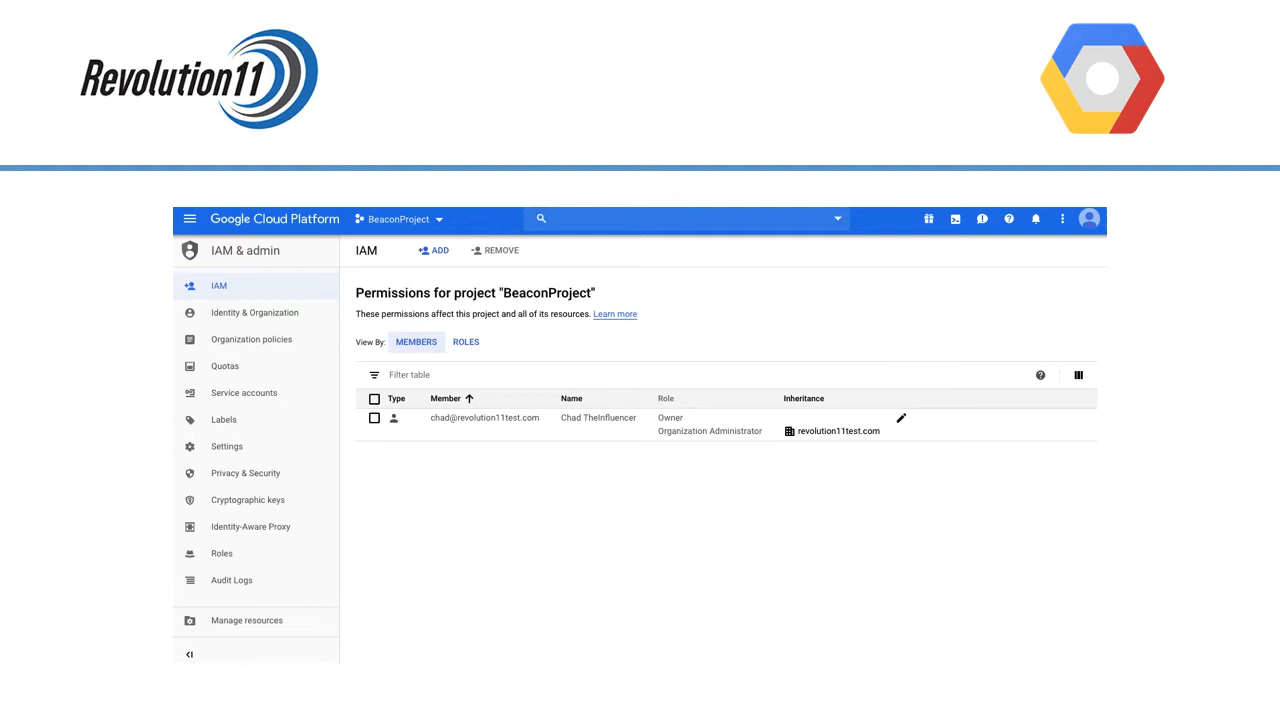 Revolution11
Google Cloud Platform BeaconProject
IAM & admin
IAM ADD REMOVE
IAM
Identity & Organization
Organization policies
Quotas
Service accounts
Labels
Settings
Privacy & Security
Cryptographic keys
Identity-Aware Proxy
Roles
Audit Logs
Manage resources
Permissions for project "BeaconProject"
These permissions affect this project and all of its resources. Learn more
View By: MEMBERS ROLES
Filter table
Type Member Name Role Inheritance
chad@revolution11test.com Chad TheInfluencer Owner
Organization Administrator revolution11test.com